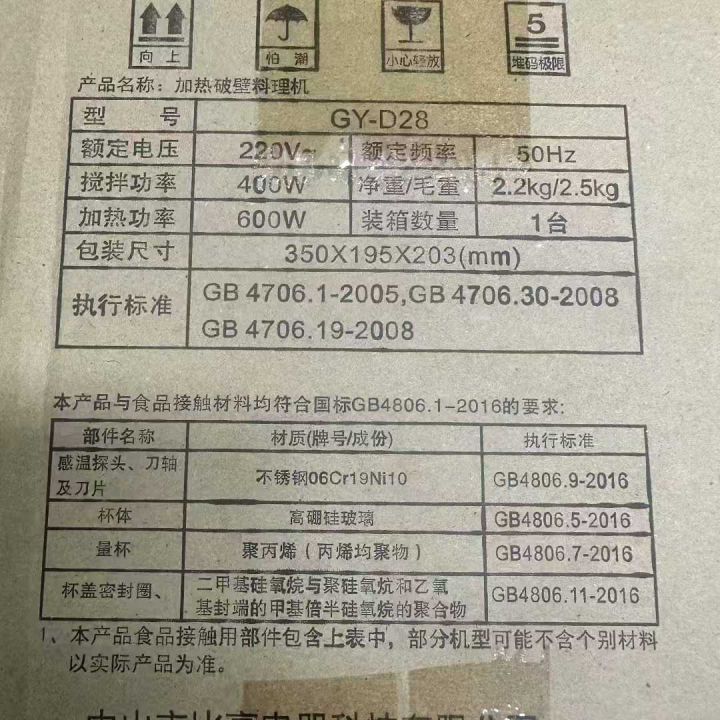 向上 怕潮 小心轻放 5 堆码极限
产品名称：加热破壁料理机
型 号 GY-D28
额定电压 220V~ 额定频率 50Hz
搅拌功率 400W 净重/毛重 2.2kg/2.5kg
加热功率 600W 装箱数量 1台
包装尺寸 350X195X203(mm)
执行标准 GB 4706.1-2005,GB 4706.30-2008
GB 4706.19-2008
本产品与食品接触材料均符合国标GB4806.1-2016的要求:
部件名称 材质(牌号/成份) 执行标准
感温探头、刀轴
及刀片 不锈钢06Cr19Ni10 GB4806.9-2016
杯体 高硼硅玻璃 GB4806.5-2016
量杯 聚丙烯（丙烯均聚物） GB4806.7-2016
杯盖密封圈、 二甲基硅氧烷与聚硅氧烷和乙氧
基封端的甲基倍半硅氧烷的聚合物 GB4806.11-2016
1、本产品食品接触用部件包含上表中，部分机型可能不含个别材料
以实际产品为准。